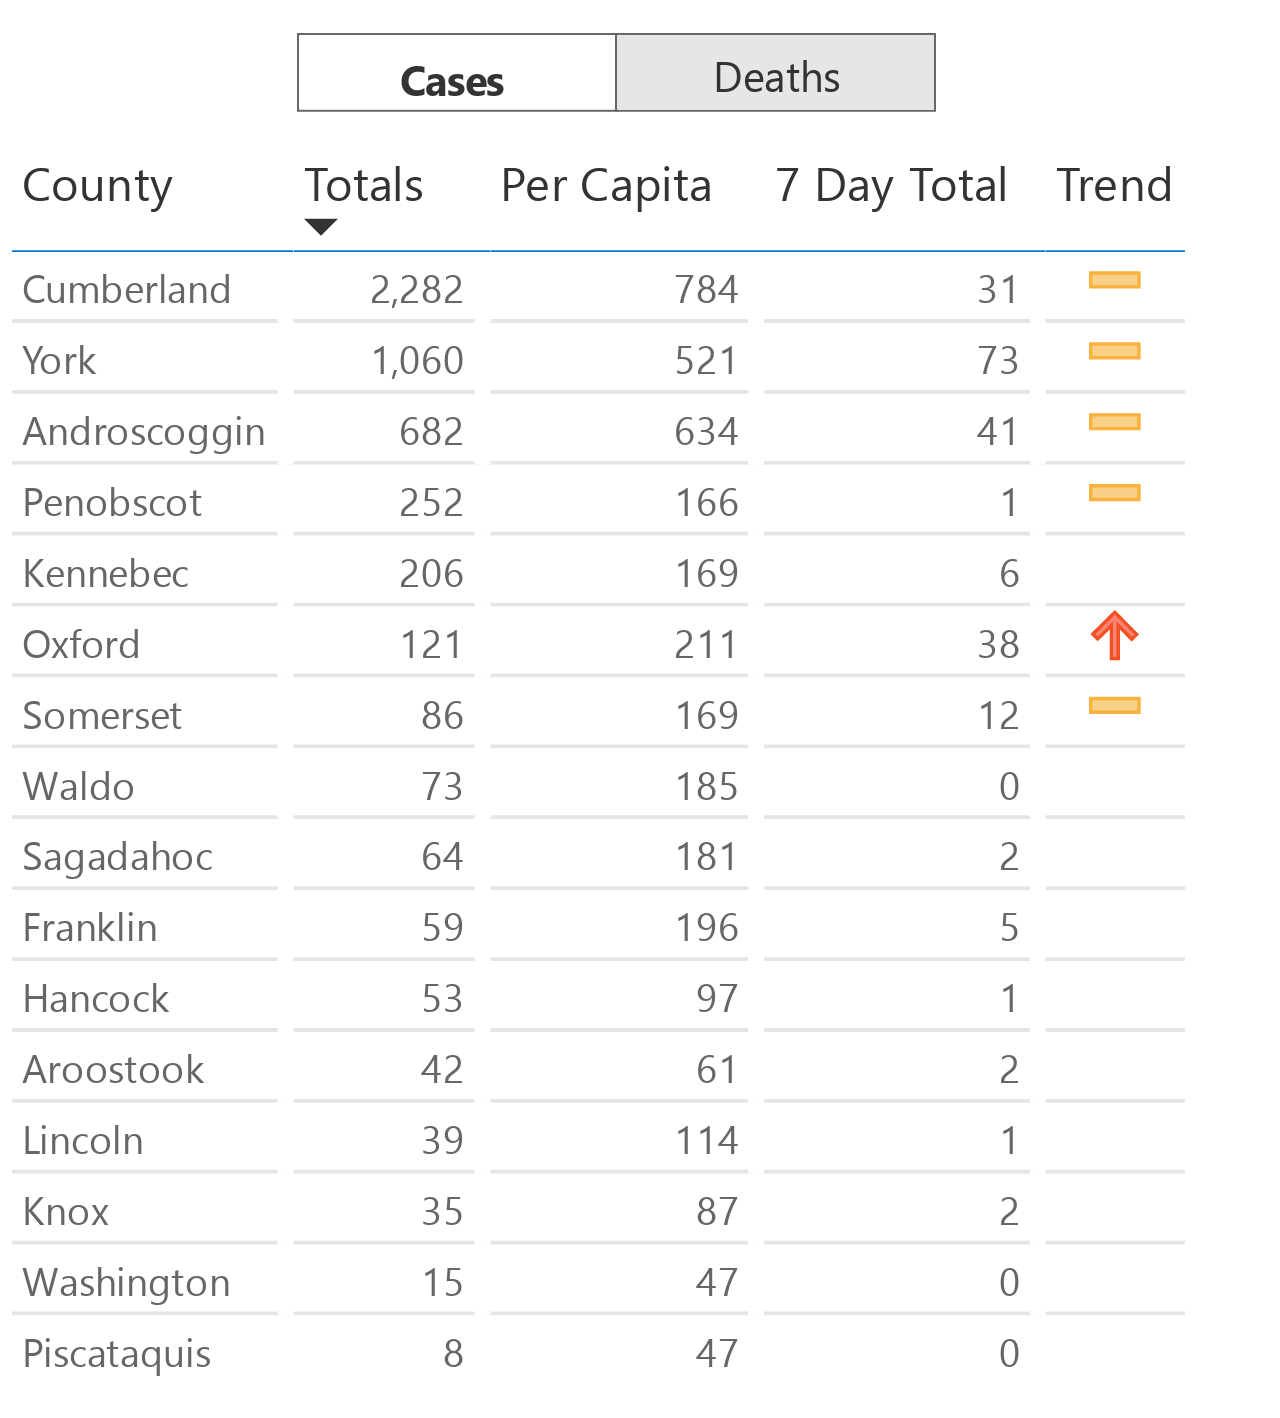 Cases Deaths
County Totals Per Capita 7 Day Total Trend
Cumberland 2,282 784 31
York 1,060 521 73
Androscoggin 682 634 41
Penobscot 252 166 1
Kennebec 206 169 6
Oxford 121 211 38
Somerset 86 169 12
Waldo 73 185 0
Sagadahoc 64 181 2
Franklin 59 196 5
Hancock 53 97 1
Aroostook 42 61 2
Lincoln 39 114 1
Knox 35 87 2
Washington 15 47 0
Piscataquis 8 47 0